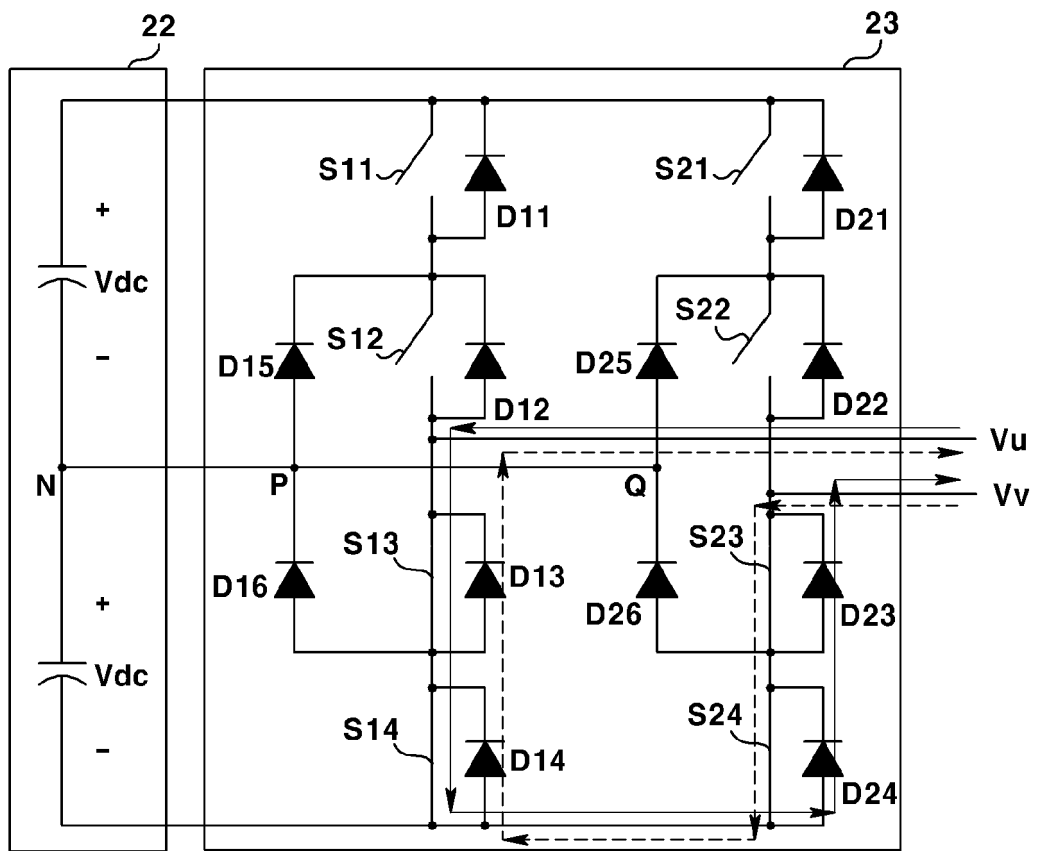 22
23
+
Vdc
-
S11
D11
S21
D21
D15
S12
D12
D25
S22
D22
Vu
N
P
Q
Vv
+
Vdc
-
D16
S13
D13
D26
S23
D23
S14
D14
S24
D24